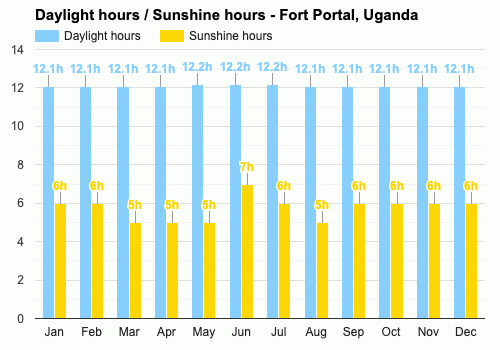 Daylight hours / Sunshine hours - Fort Portal, Uganda
Daylight hours Sunshine hours
14
12.1h 12.1h 12.1h 12.1h 12.2h 12.2h 12.2h 12.1h 12.1h 12.1h 12.1h 12.1h
12
10
8
7h
6h 6h 5h 5h 5h 6h 5h 6h 6h 6h 6h
6
4
2
0
Jan Feb Mar Apr May Jun Jul Aug Sep Oct Nov Dec